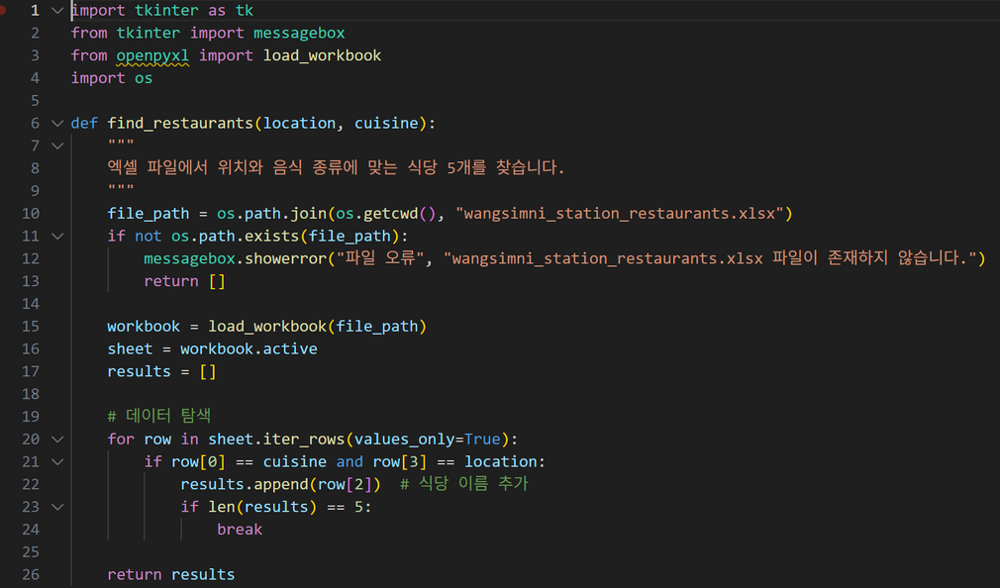 1 import tkinter as tk
2 from tkinter import messagebox
3 from openpyxl import load_workbook
4 import os
5
6 def find_restaurants(location, cuisine):
7     """
8     엑셀 파일에서 위치와 음식 종류에 맞는 식당 5개를 찾습니다.
9     """
10     file_path = os.path.join(os.getcwd(), "wangsimni_station_restaurants.xlsx")
11     if not os.path.exists(file_path):
12         messagebox.showerror("파일 오류", "wangsimni_station_restaurants.xlsx 파일이 존재하지 않습니다.")
13         return []
14
15     workbook = load_workbook(file_path)
16     sheet = workbook.active
17     results = []
18
19     # 데이터 탐색
20     for row in sheet.iter_rows(values_only=True):
21         if row[0] == cuisine and row[3] == location:
22             results.append(row[2])  # 식당 이름 추가
23             if len(results) == 5:
24                 break
25
26     return results